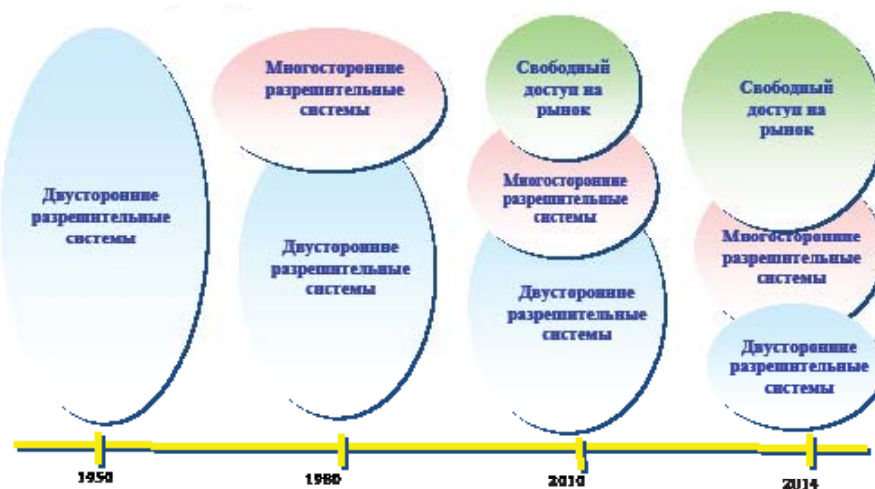 Двусторонние
разрешительные
системы
Многосторонние
разрешительные
системы
Двусторонние
разрешительные
системы
Свободный
доступ на
рынок
Многосторонние
разрешительные
системы
Двусторонние
разрешительные
системы
Свободный
доступ на
рынок
Многосторонние
разрешительные
системы
Двусторонние
разрешительные
системы
1950
1980
2010
2014